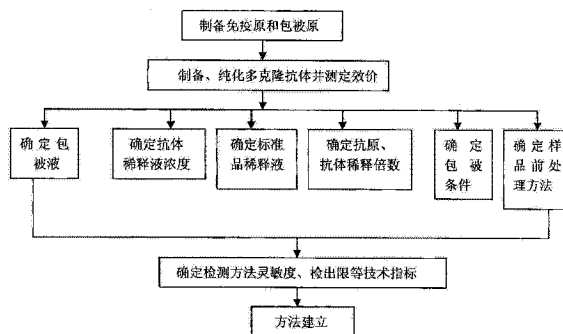 制备免疫原和包被原
制备、纯化多克隆抗体并测定效价
确定包
被液
确定抗体
稀释液浓度
确定标准
品稀释液
确定抗原、
抗体稀释倍数
确定
包被
条件
确定样
品前处
理方法
确定检测方法灵敏度、检出限等技术指标
方法建立